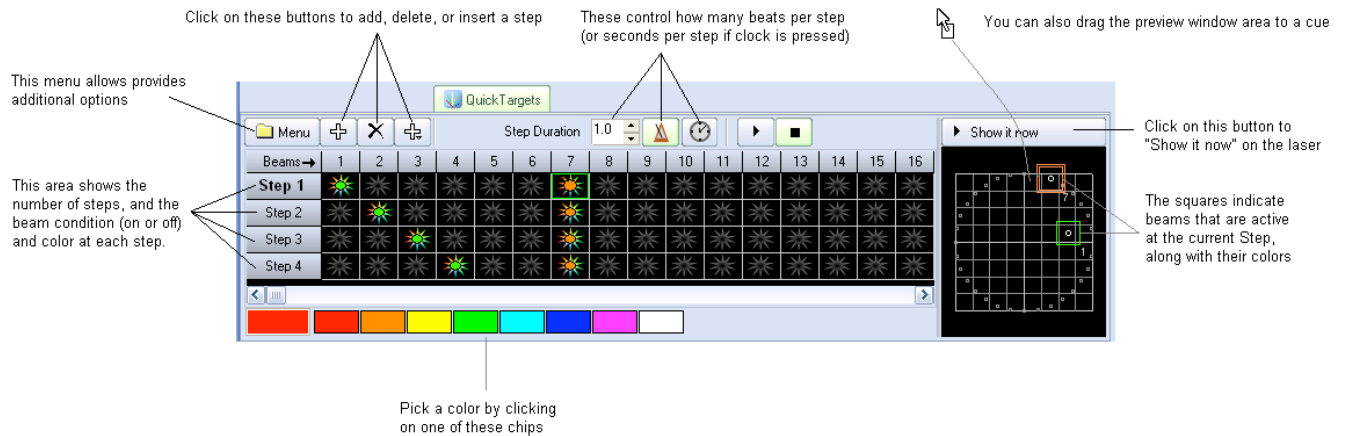 Click on these buttons to add, delete, or insert a step
These control how many beats per step
(or seconds per step if clock is pressed)
You can also drag the preview window area to a cue
This menu allows provides
additional options
QuickTargets
Menu
Step Duration
1.0
Show it now
Click on this button to
"Show it now" on the laser
Beams→ 1 2 3 4 5 6 7 8 9 10 11 12 13 14 15 16
Step 1
Step 2
Step 3
Step 4
This area shows the
number of steps, and the
beam condition (on or off)
and color at each step.
7
1
The squares indicate
beams that are active
at the current Step,
along with their colors
Pick a color by clicking
on one of these chips